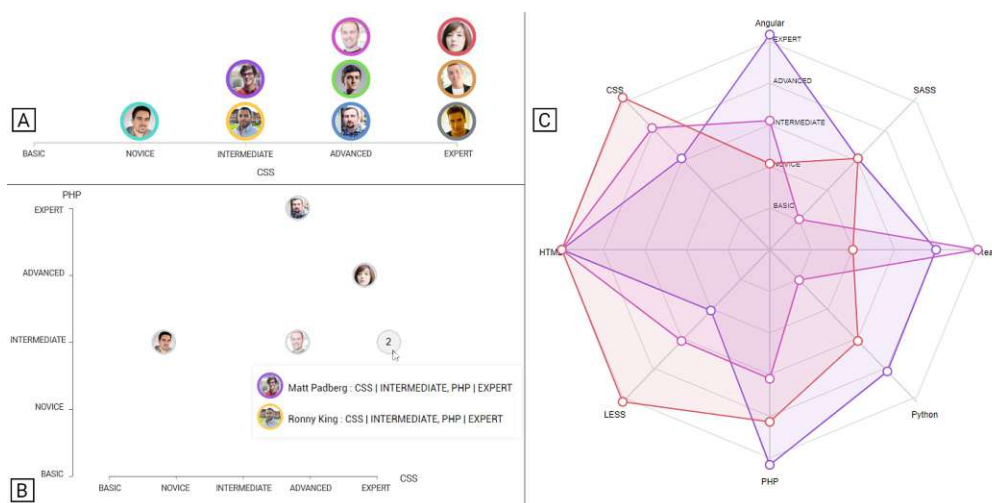 A
BASIC NOVICE INTERMEDIATE ADVANCED EXPERT
CSS
PHP
EXPERT
ADVANCED
INTERMEDIATE
NOVICE
BASIC
2
Matt Padberg : CSS | INTERMEDIATE, PHP | EXPERT
Ronny King : CSS | INTERMEDIATE, PHP | EXPERT
B
BASIC NOVICE INTERMEDIATE ADVANCED EXPERT
CSS
C
Angular
EXPERT
ADVANCED
INTERMEDIATE
NOVICE
BASIC
SASS
Python
PHP
LESS
CSS